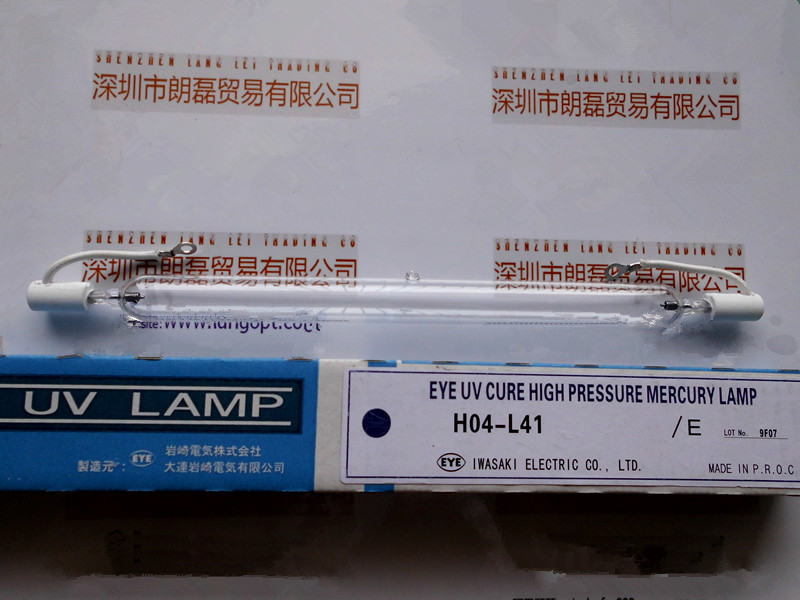 SHENZHEN LANG LEI TRADING CO
深圳市朗磊贸易有限公司
SHENZHEN LANG LEI TRADING CO
深圳市朗磊贸易有限公司
SHENZHEN LANG LEI TRADING CO
深圳市朗磊贸易有限公司
SHENZHEN LANG LEI TRADING CO
深圳市朗磊贸易有限公司
site: www.langopt.com
UV LAMP
製造元: EYE 岩崎電気株式会社
大連岩崎電気有限公司
EYE UV CURE HIGH PRESSURE MERCURY LAMP
H04-L41 /E LOT No. 9F07
EYE IWASAKI ELECTRIC CO., LTD. MADE IN P.R.O.C